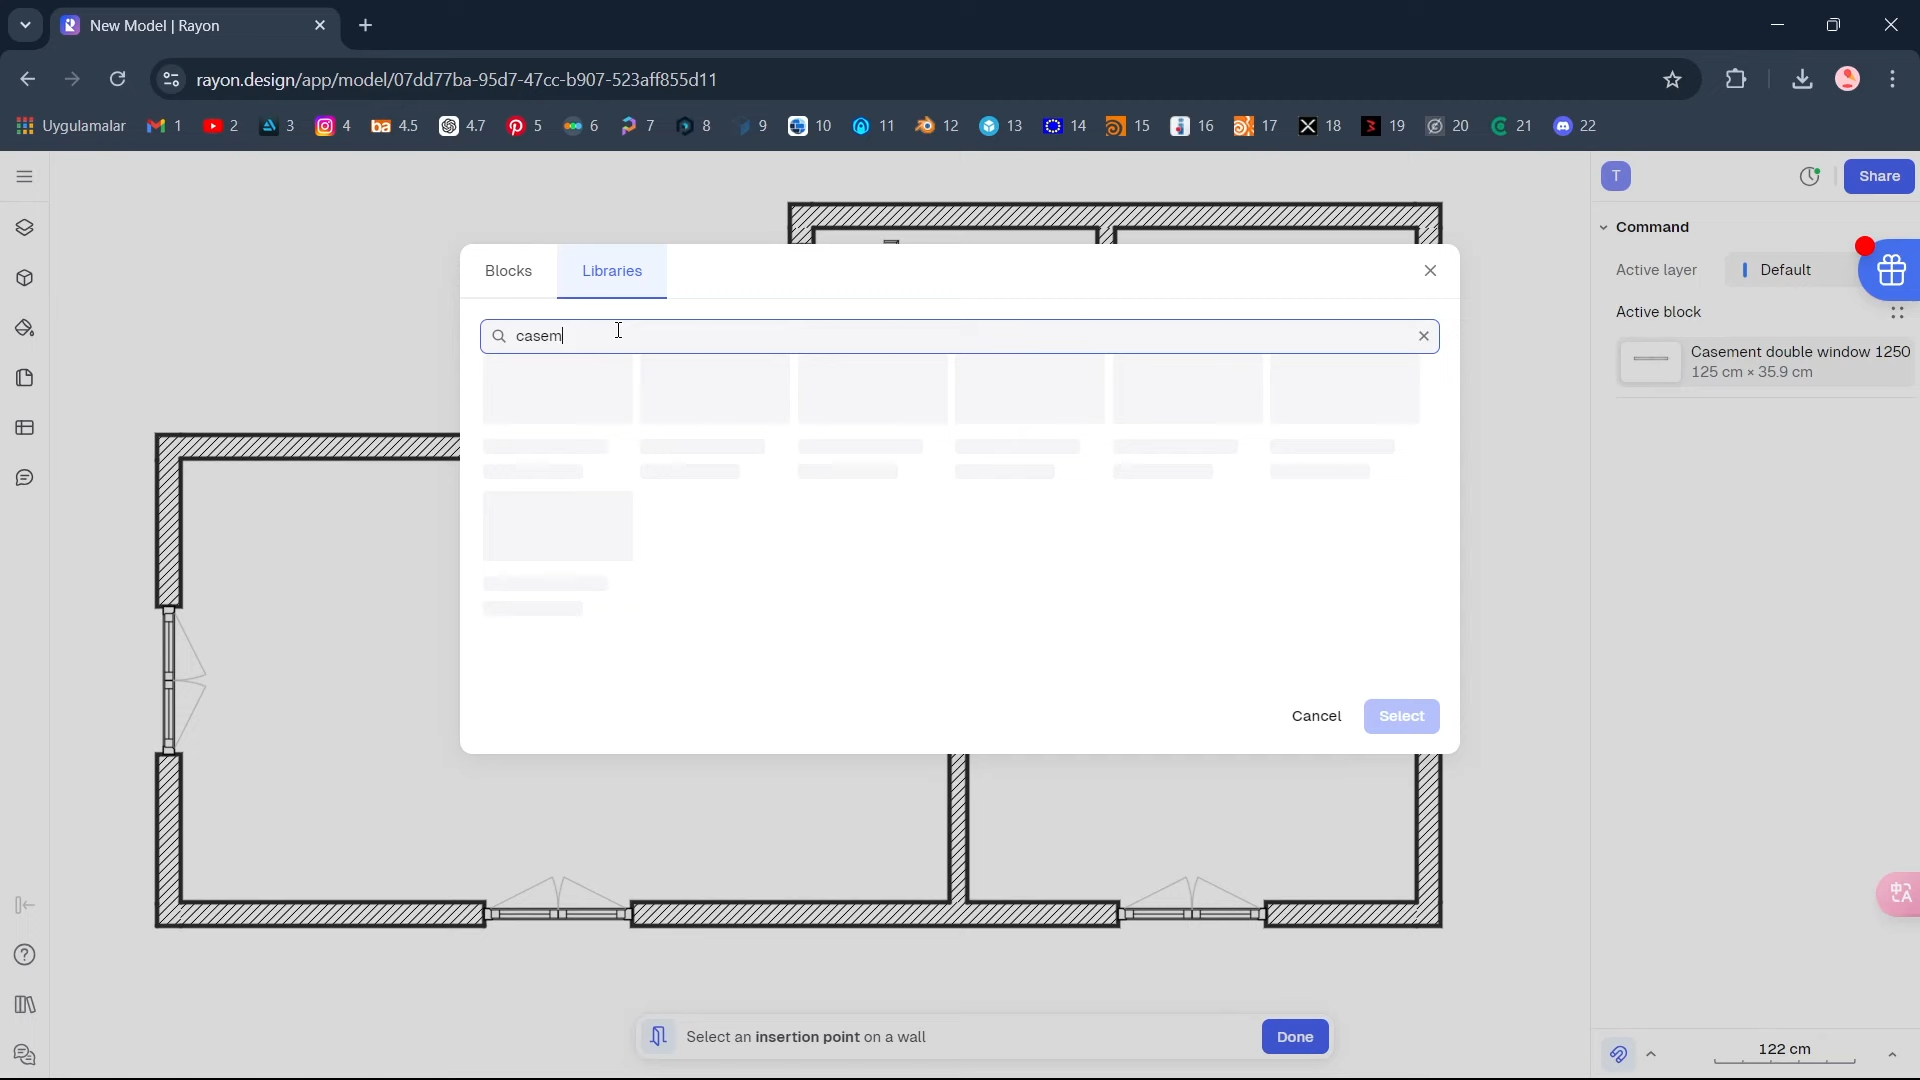 New Model | Rayon
rayon.design/app/model/07dd77ba-95d7-47cc-b907-523aff855d11
Uygulamalar 1 2 3 4 4.5 4.7 5 6 7 8 9 10 11 12 13 14 15 16 17 18 19 20 21 22
T
Share
Command
Active layer
Default
Active block
Casement double window 1250
125 cm × 35.9 cm
Blocks
Libraries
casem
Cancel
Select
Select an insertion point on a wall
Done
122 cm